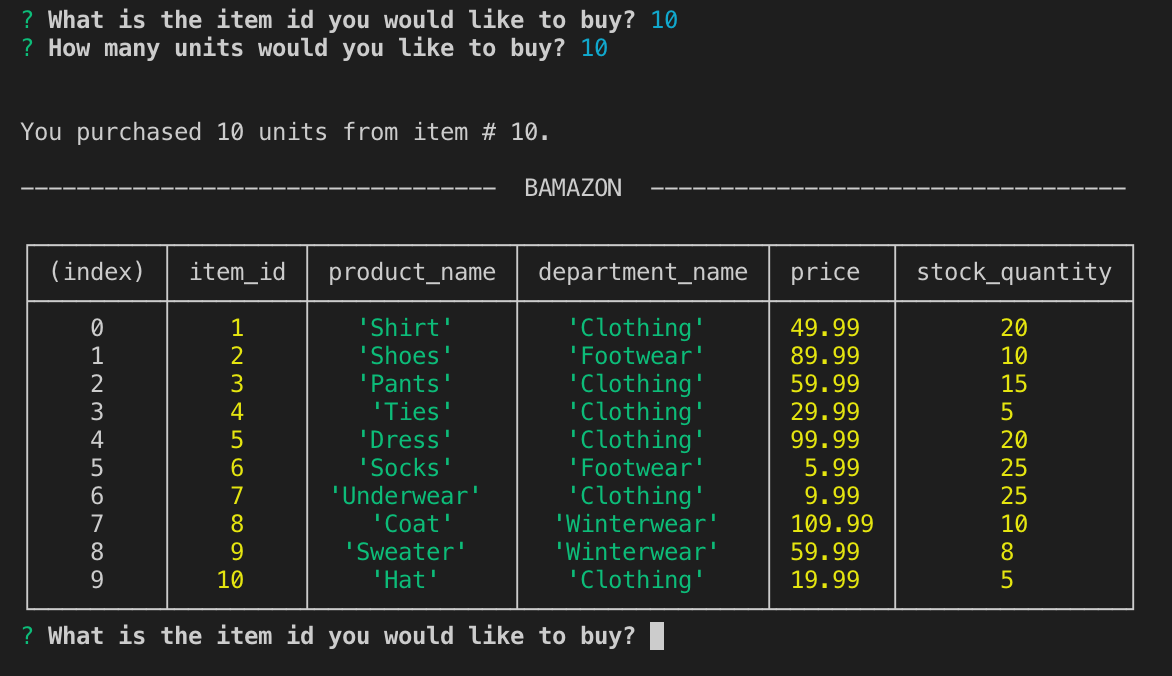 ? What is the item id you would like to buy? 10
? How many units would you like to buy? 10
You purchased 10 units from item # 10.
---------------------------------- BAMAZON ----------------------------------
(index) item_id product_name department_name price stock_quantity
0 1 'Shirt' 'Clothing' 49.99 20
1 2 'Shoes' 'Footwear' 89.99 10
2 3 'Pants' 'Clothing' 59.99 15
3 4 'Ties' 'Clothing' 29.99 5
4 5 'Dress' 'Clothing' 99.99 20
5 6 'Socks' 'Footwear' 5.99 25
6 7 'Underwear' 'Clothing' 9.99 25
7 8 'Coat' 'Winterwear' 109.99 10
8 9 'Sweater' 'Winterwear' 59.99 8
9 10 'Hat' 'Clothing' 19.99 5
? What is the item id you would like to buy?